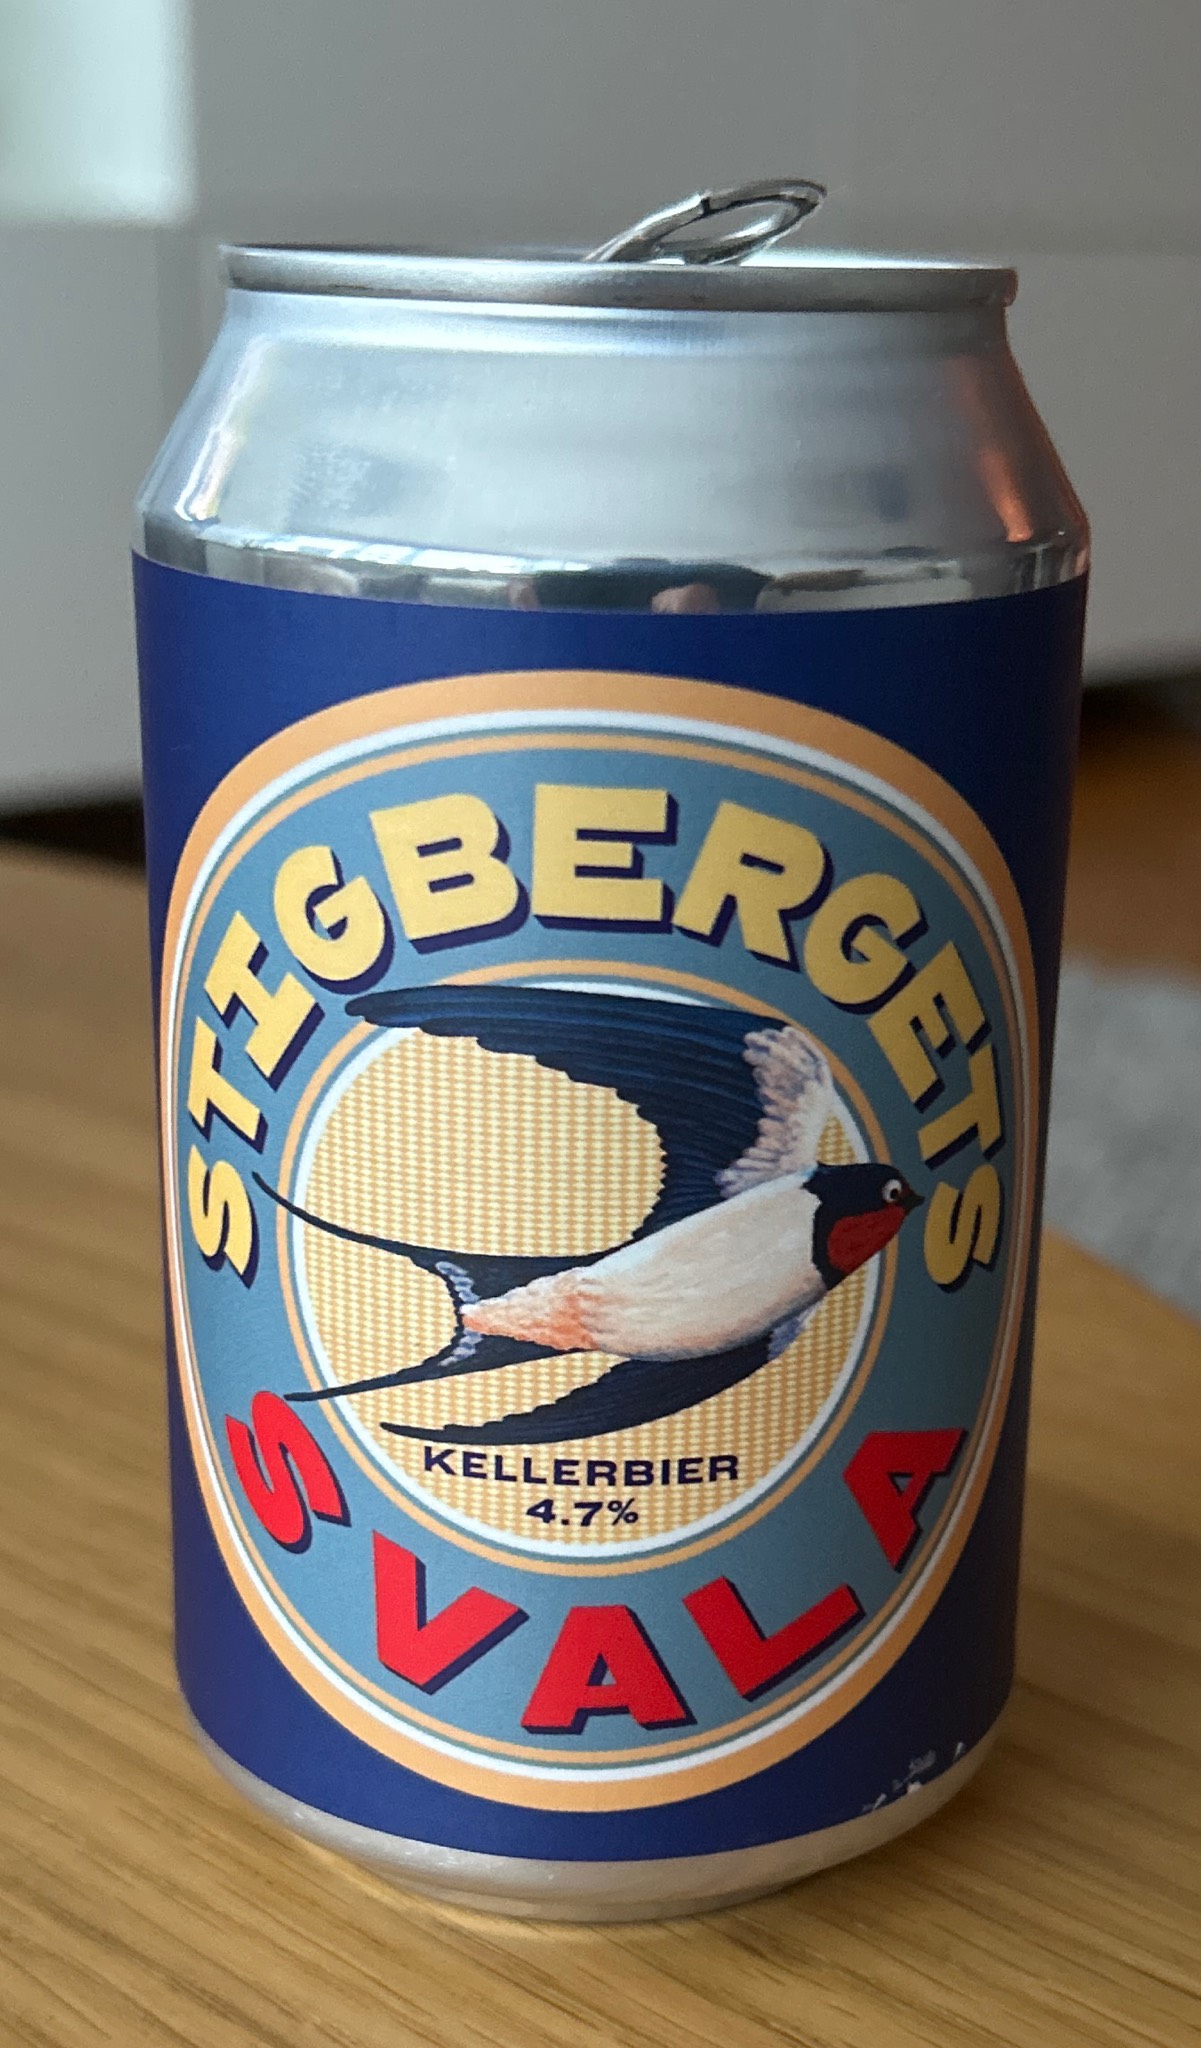 STIGBERGETS
KELLERBIER
4.7%
SVALA